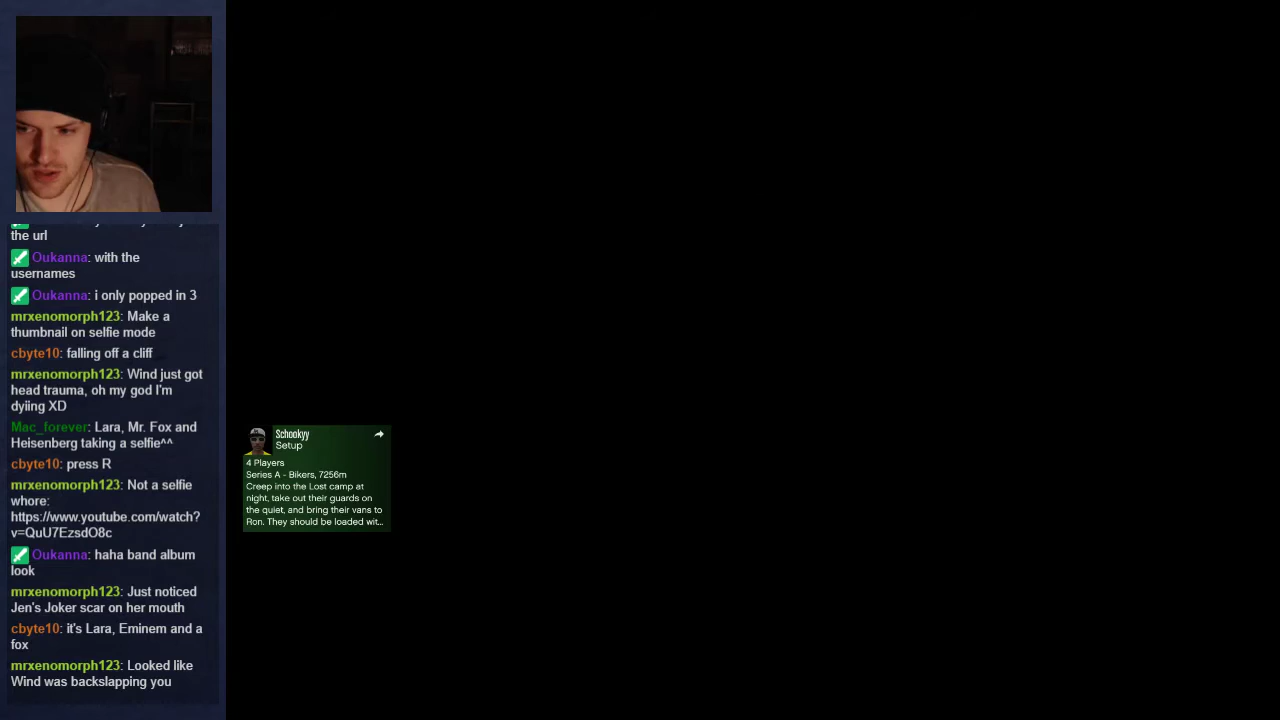 the url
Oukanna: with the
usernames
Oukanna: i only popped in 3
mrxenomorph123: Make a
thumbnail on selfie mode
cbyte10: falling off a cliff
mrxenomorph123: Wind just got
head trauma, oh my god I'm
dyiing XD
Mac_forever: Lara, Mr. Fox and
Heisenberg taking a selfie^^
cbyte10: press R
mrxenomorph123: Not a selfie
whore:
https://www.youtube.com/watch?
v=QuU7EzsdO8c
Oukanna: haha band album
look
mrxenomorph123: Just noticed
Jen's Joker scar on her mouth
cbyte10: it's Lara, Eminem and a
fox
mrxenomorph123: Looked like
Wind was backslapping you
Schookyy
Setup
4 Players
Series A - Bikers, 7256m
Creep into the Lost camp at
night, take out their guards on
the quiet, and bring their vans to
Ron. They should be loaded wit...